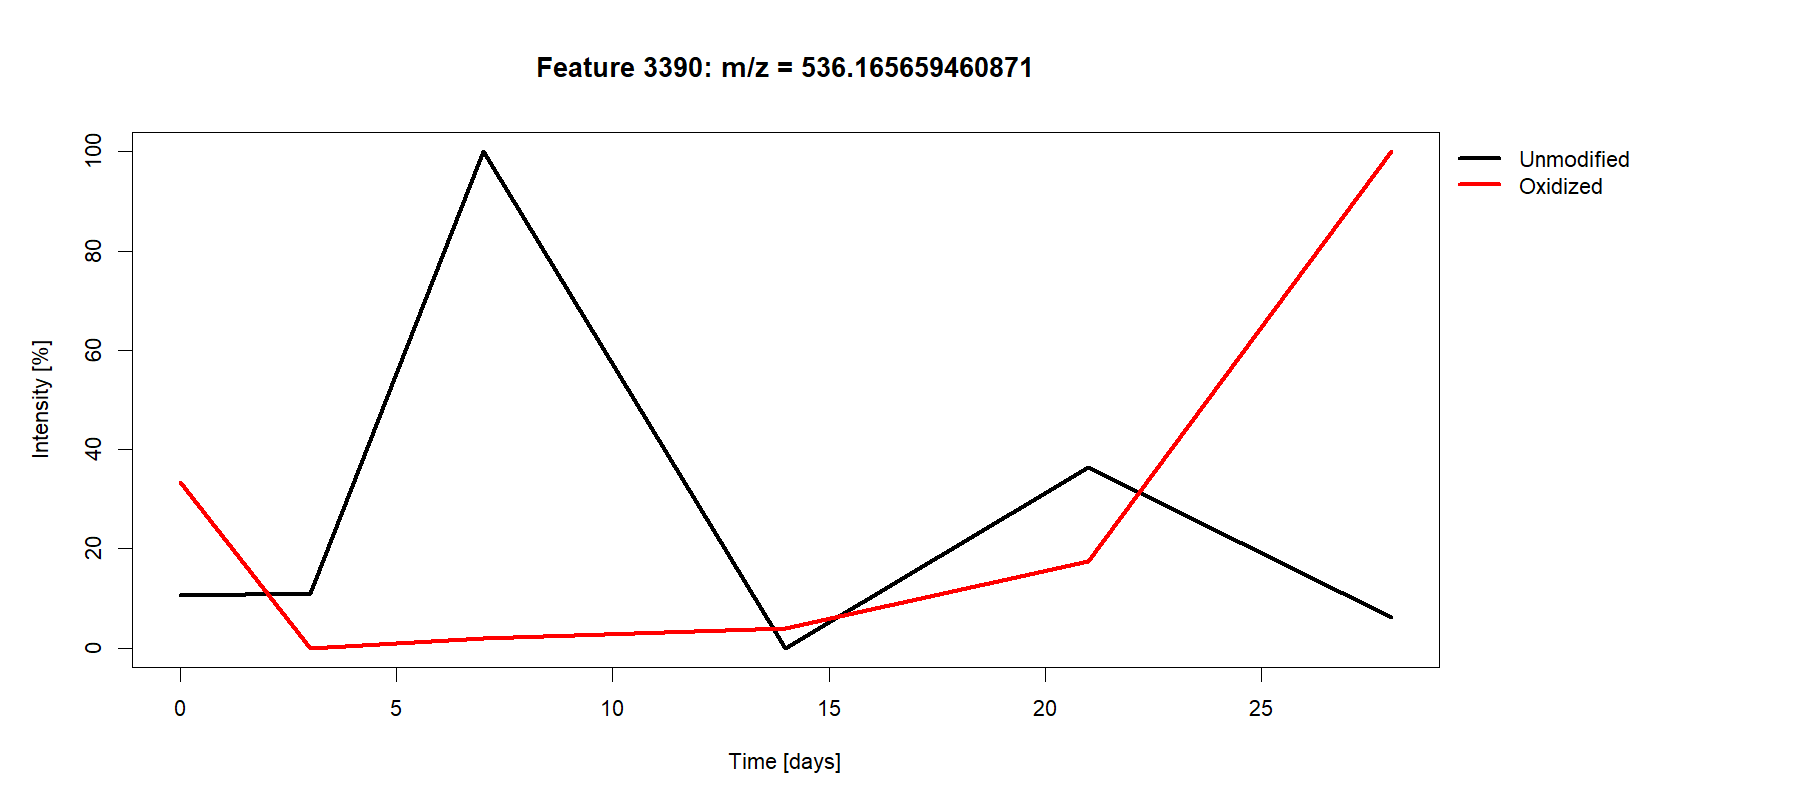 Feature 3390: m/z = 536.165659460871
100
80
60
40
20
0
Intensity [%]
0 5 10 15 20 25
Time [days]
Unmodified
Oxidized